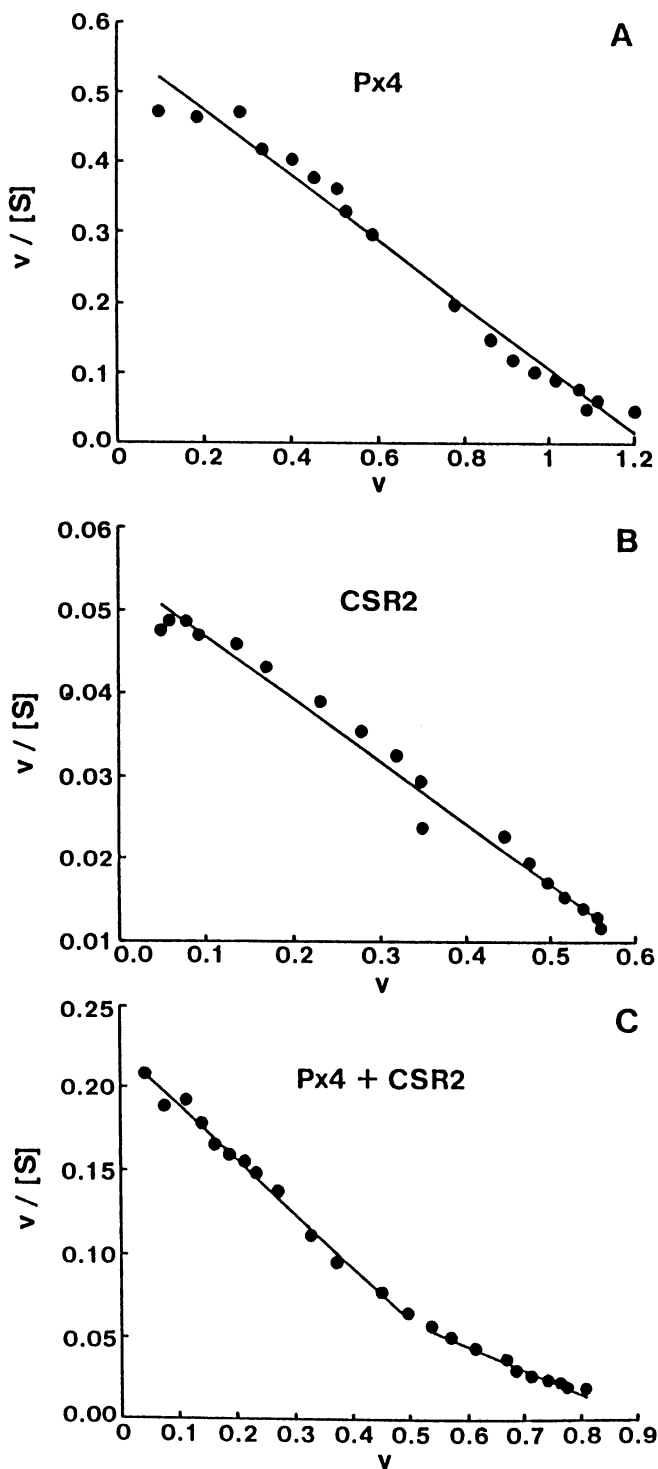 A
Px4
v / [S]
0.6
0.5
0.4
0.3
0.2
0.1
0.0
0 0.2 0.4 0.6 0.8 1 1.2
v
B
CSR2
v / [S]
0.06
0.05
0.04
0.03
0.02
0.01
0.0 0.1 0.2 0.3 0.4 0.5 0.6
v
C
Px4 + CSR2
v / [S]
0.25
0.20
0.15
0.10
0.05
0.00
0 0.1 0.2 0.3 0.4 0.5 0.6 0.7 0.8 0.9
v